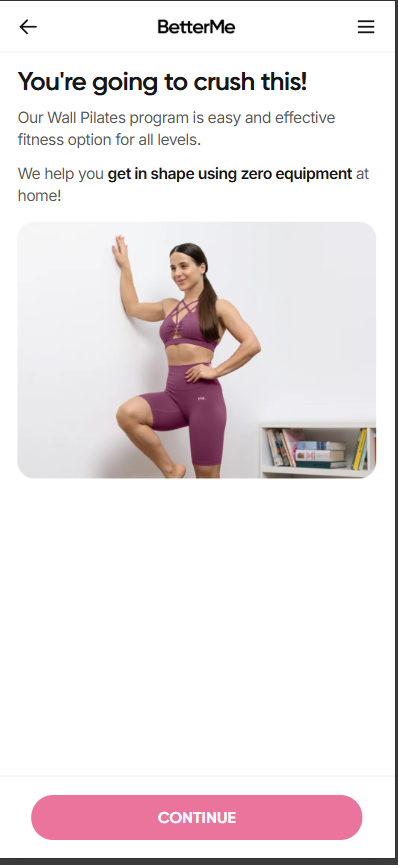 BetterMe
You're going to crush this!
Our Wall Pilates program is easy and effective
fitness option for all levels.
We help you get in shape using zero equipment at
home!
CONTINUE